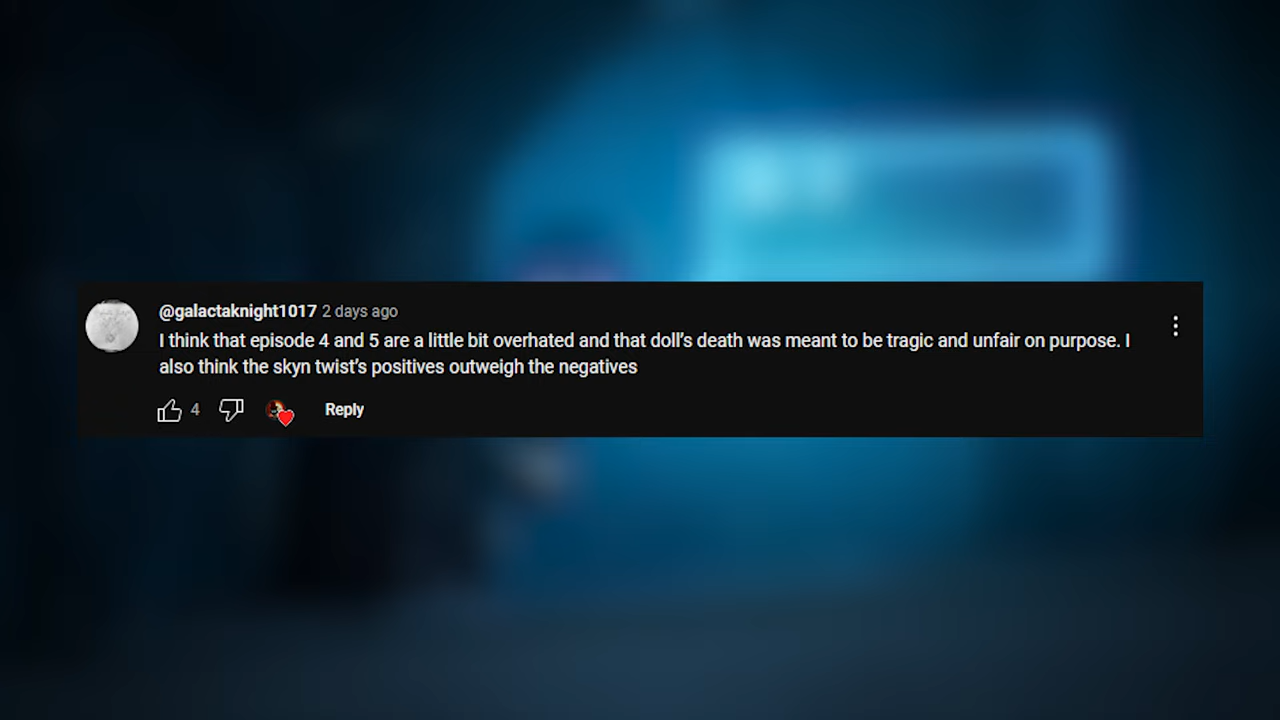 @galactaknight1017 2 days ago
I think that episode 4 and 5 are a little bit overhated and that doll's death was meant to be tragic and unfair on purpose. I
also think the skyn twist's positives outweigh the negatives
4 Reply